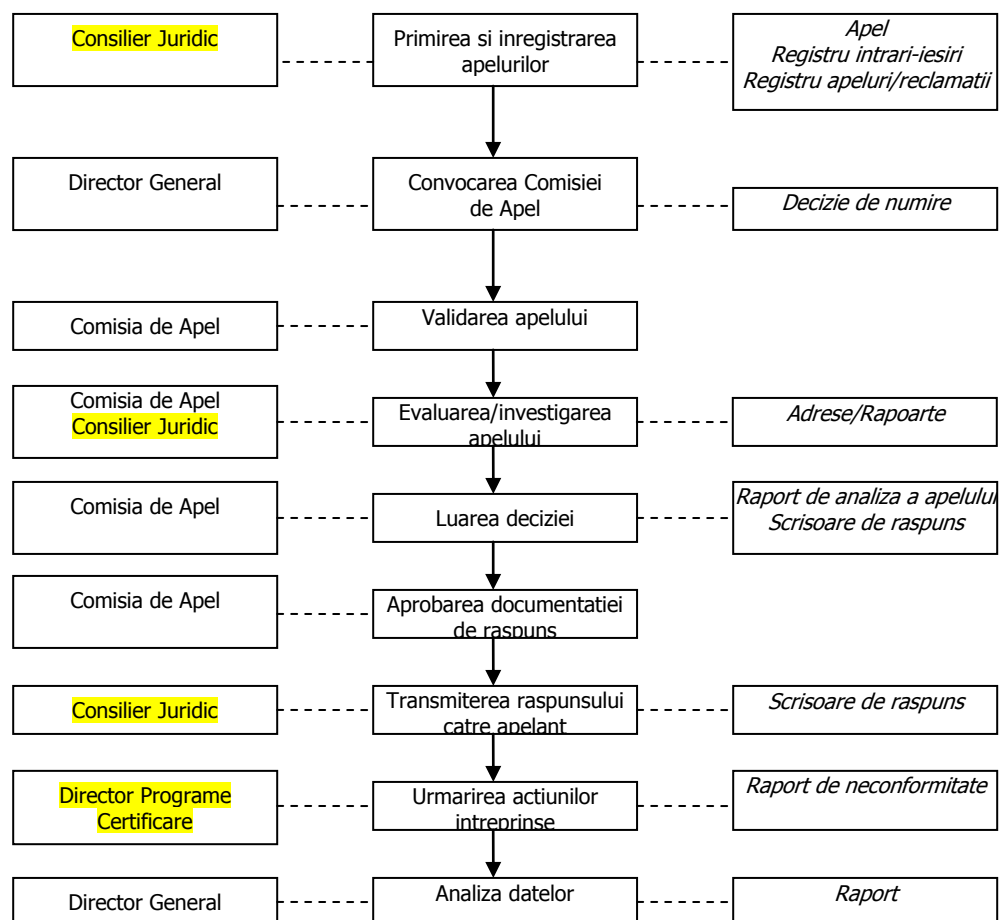 Consilier Juridic
Primirea si inregistrarea
apelurilor
Apel
Registru intrari-iesiri
Registru apeluri/reclamatii
Director General
Convocarea Comisiei
de Apel
Decizie de numire
Comisia de Apel
Validarea apelului
Comisia de Apel
Consilier Juridic
Evaluarea/investigarea
apelului
Adrese/Rapoarte
Comisia de Apel
Luarea deciziei
Raport de analiza a apelului
Scrisoare de raspuns
Comisia de Apel
Aprobarea documentatiei
de raspuns
Consilier Juridic
Transmiterea raspunsului
catre apelant
Scrisoare de raspuns
Director Programe
Certificare
Urmarirea actiunilor
intreprinse
Raport de neconformitate
Director General
Analiza datelor
Raport